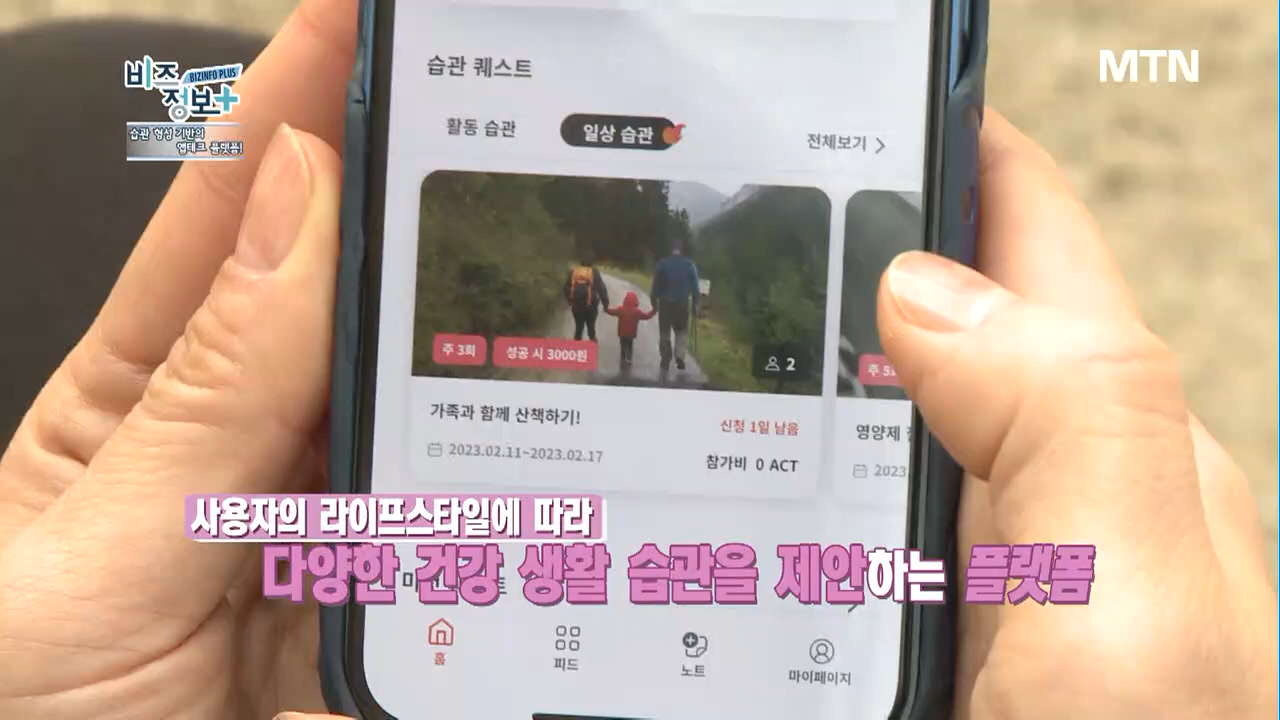 비즈
BIZINFO PLUS
정보+
습관 형성 기반의
앱테크 플랫폼!
MTN
습관 퀘스트
활동 습관
일상 습관
전체보기
주 3회
성공 시 3000원
2
가족과 함께 산책하기!
신청 1일 남음
2023.02.11~2023.02.17
참가비 0 ACT
영양제
2023
사용자의 라이프스타일에 따라
다양한 건강 생활 습관을 제안하는 플랫폼
홈
피드
노트
마이페이지